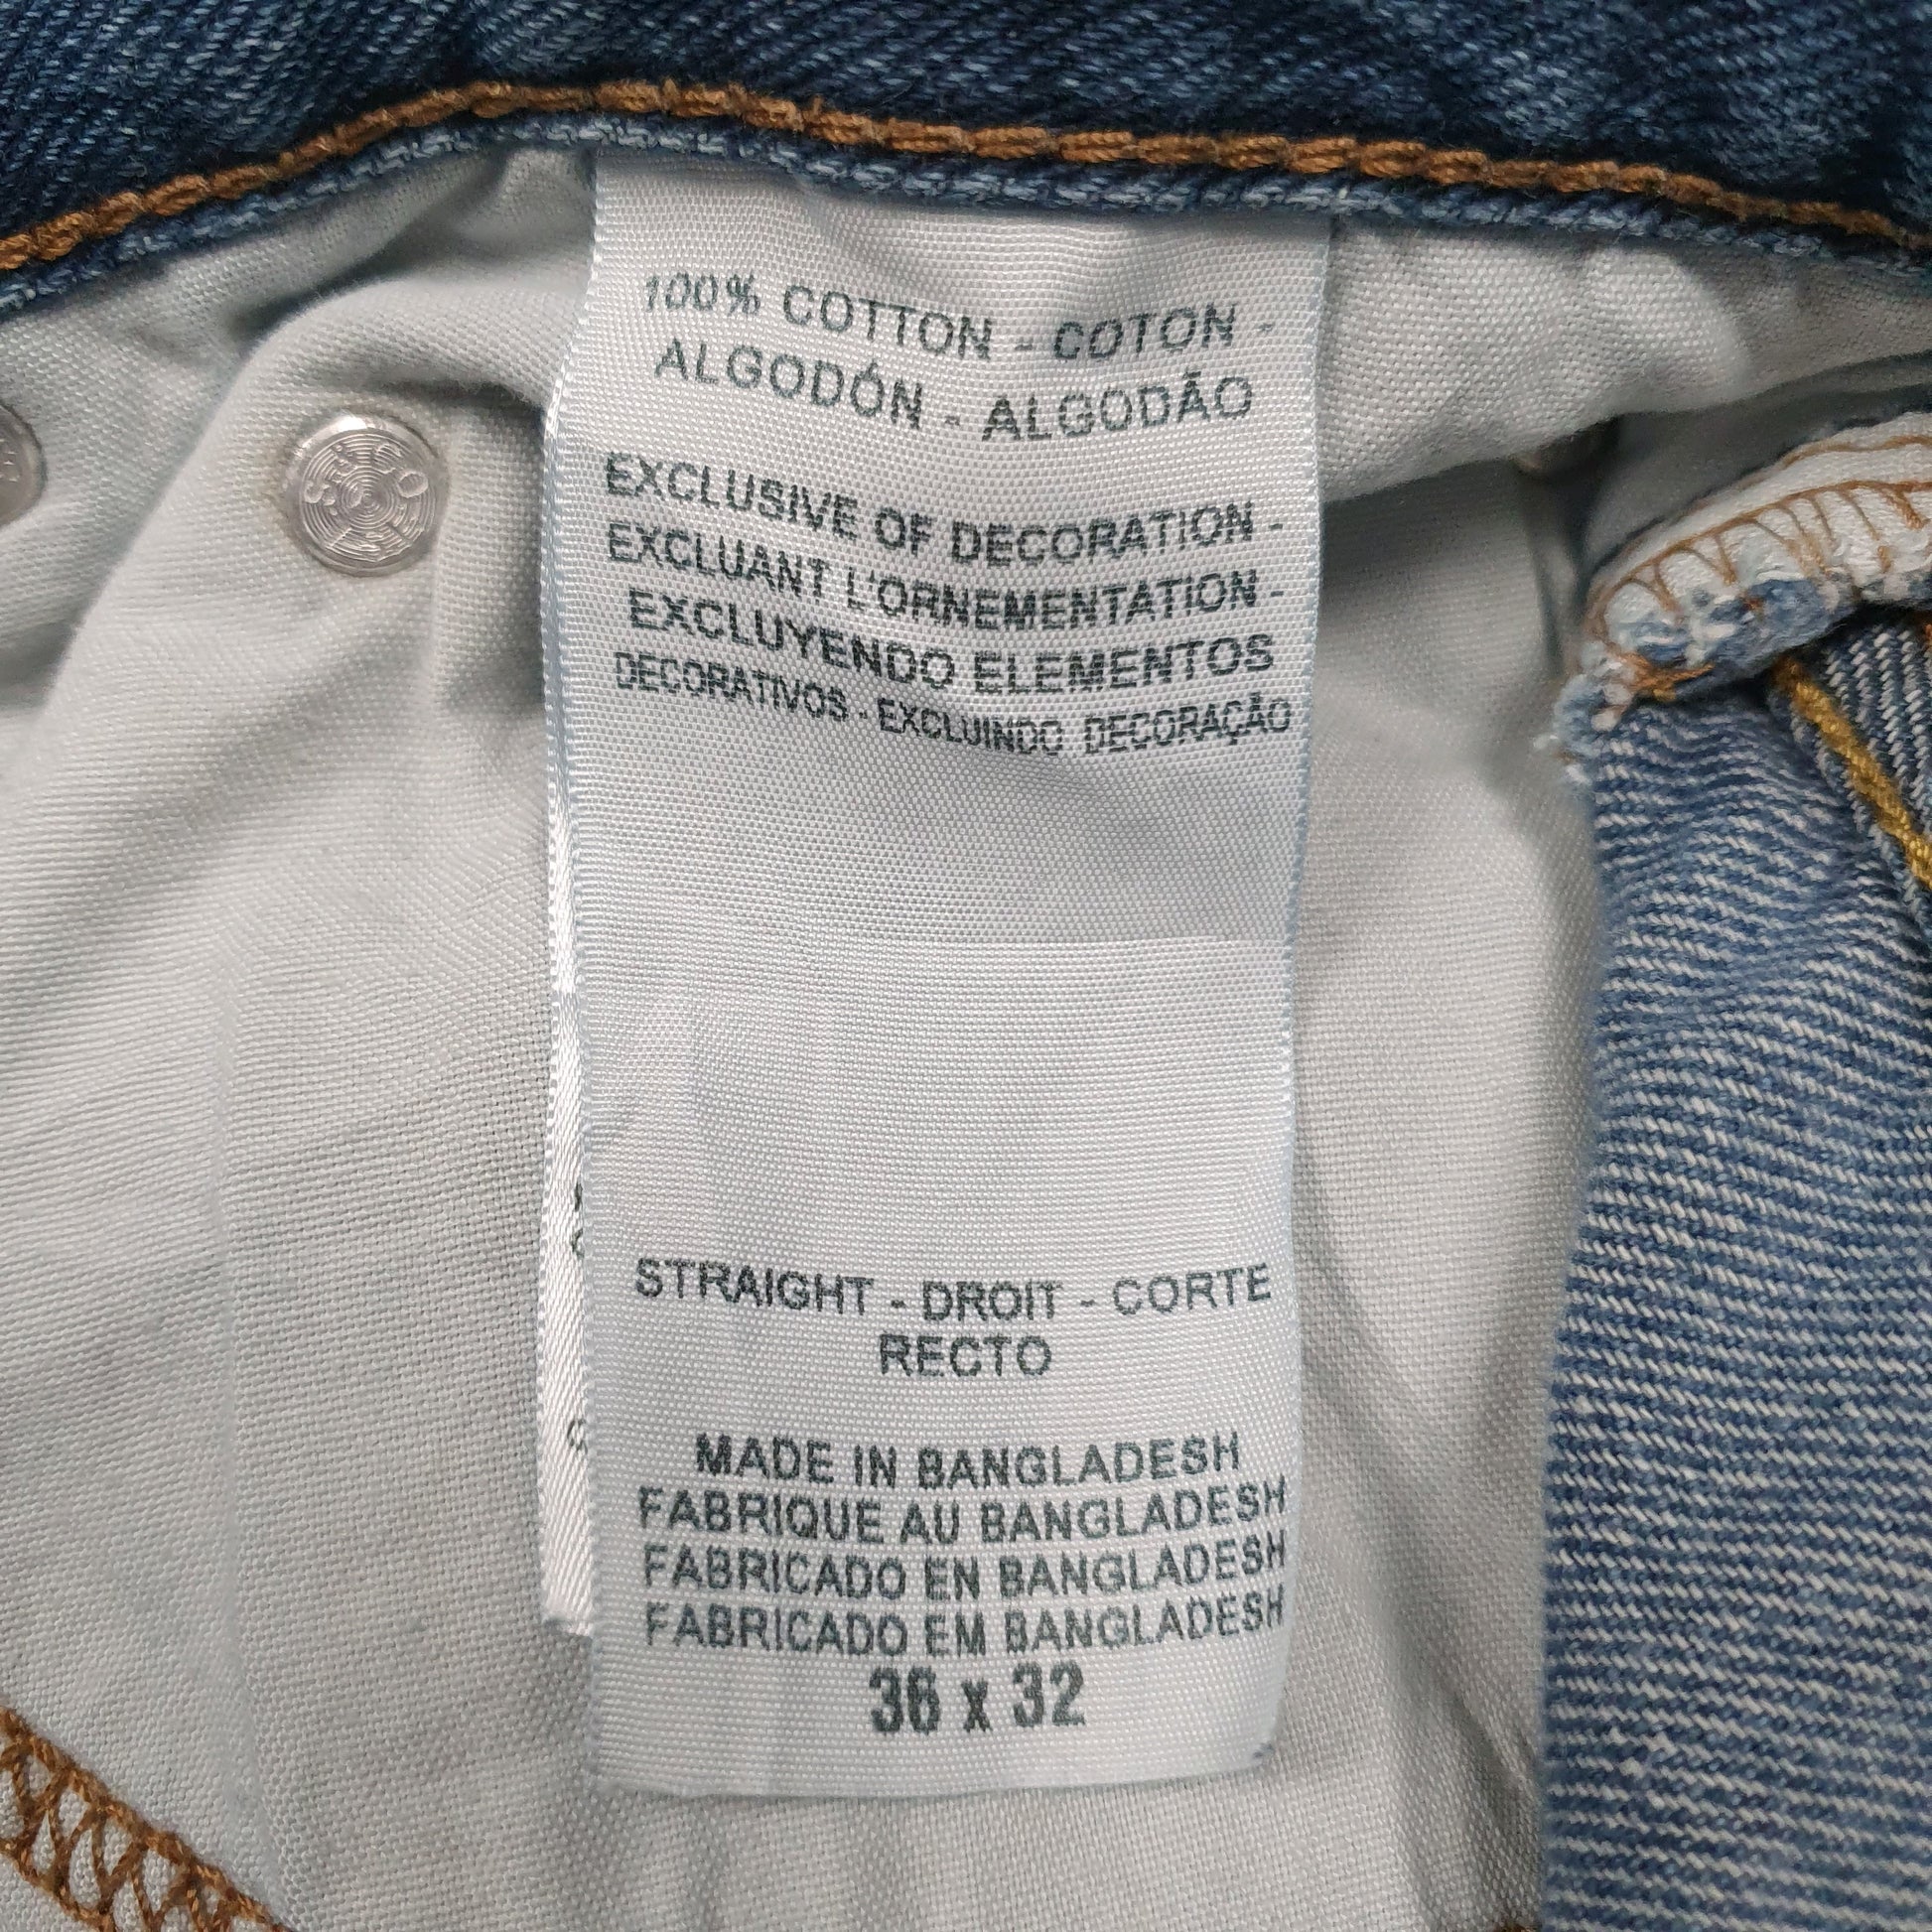 100% COTTON - COTON -
ALGODÓN - ALGODÃO
EXCLUSIVE OF DECORATION -
EXCLUANT L'ORNEMENTATION -
EXCLUYENDO ELEMENTOS
DECORATIVOS - EXCLUINDO DECORAÇÃO
STRAIGHT - DROIT - CORTE
RECTO
MADE IN BANGLADESH
FABRIQUE AU BANGLADESH
FABRICADO EN BANGLADESH
FABRICADO EM BANGLADESH
36 x 32